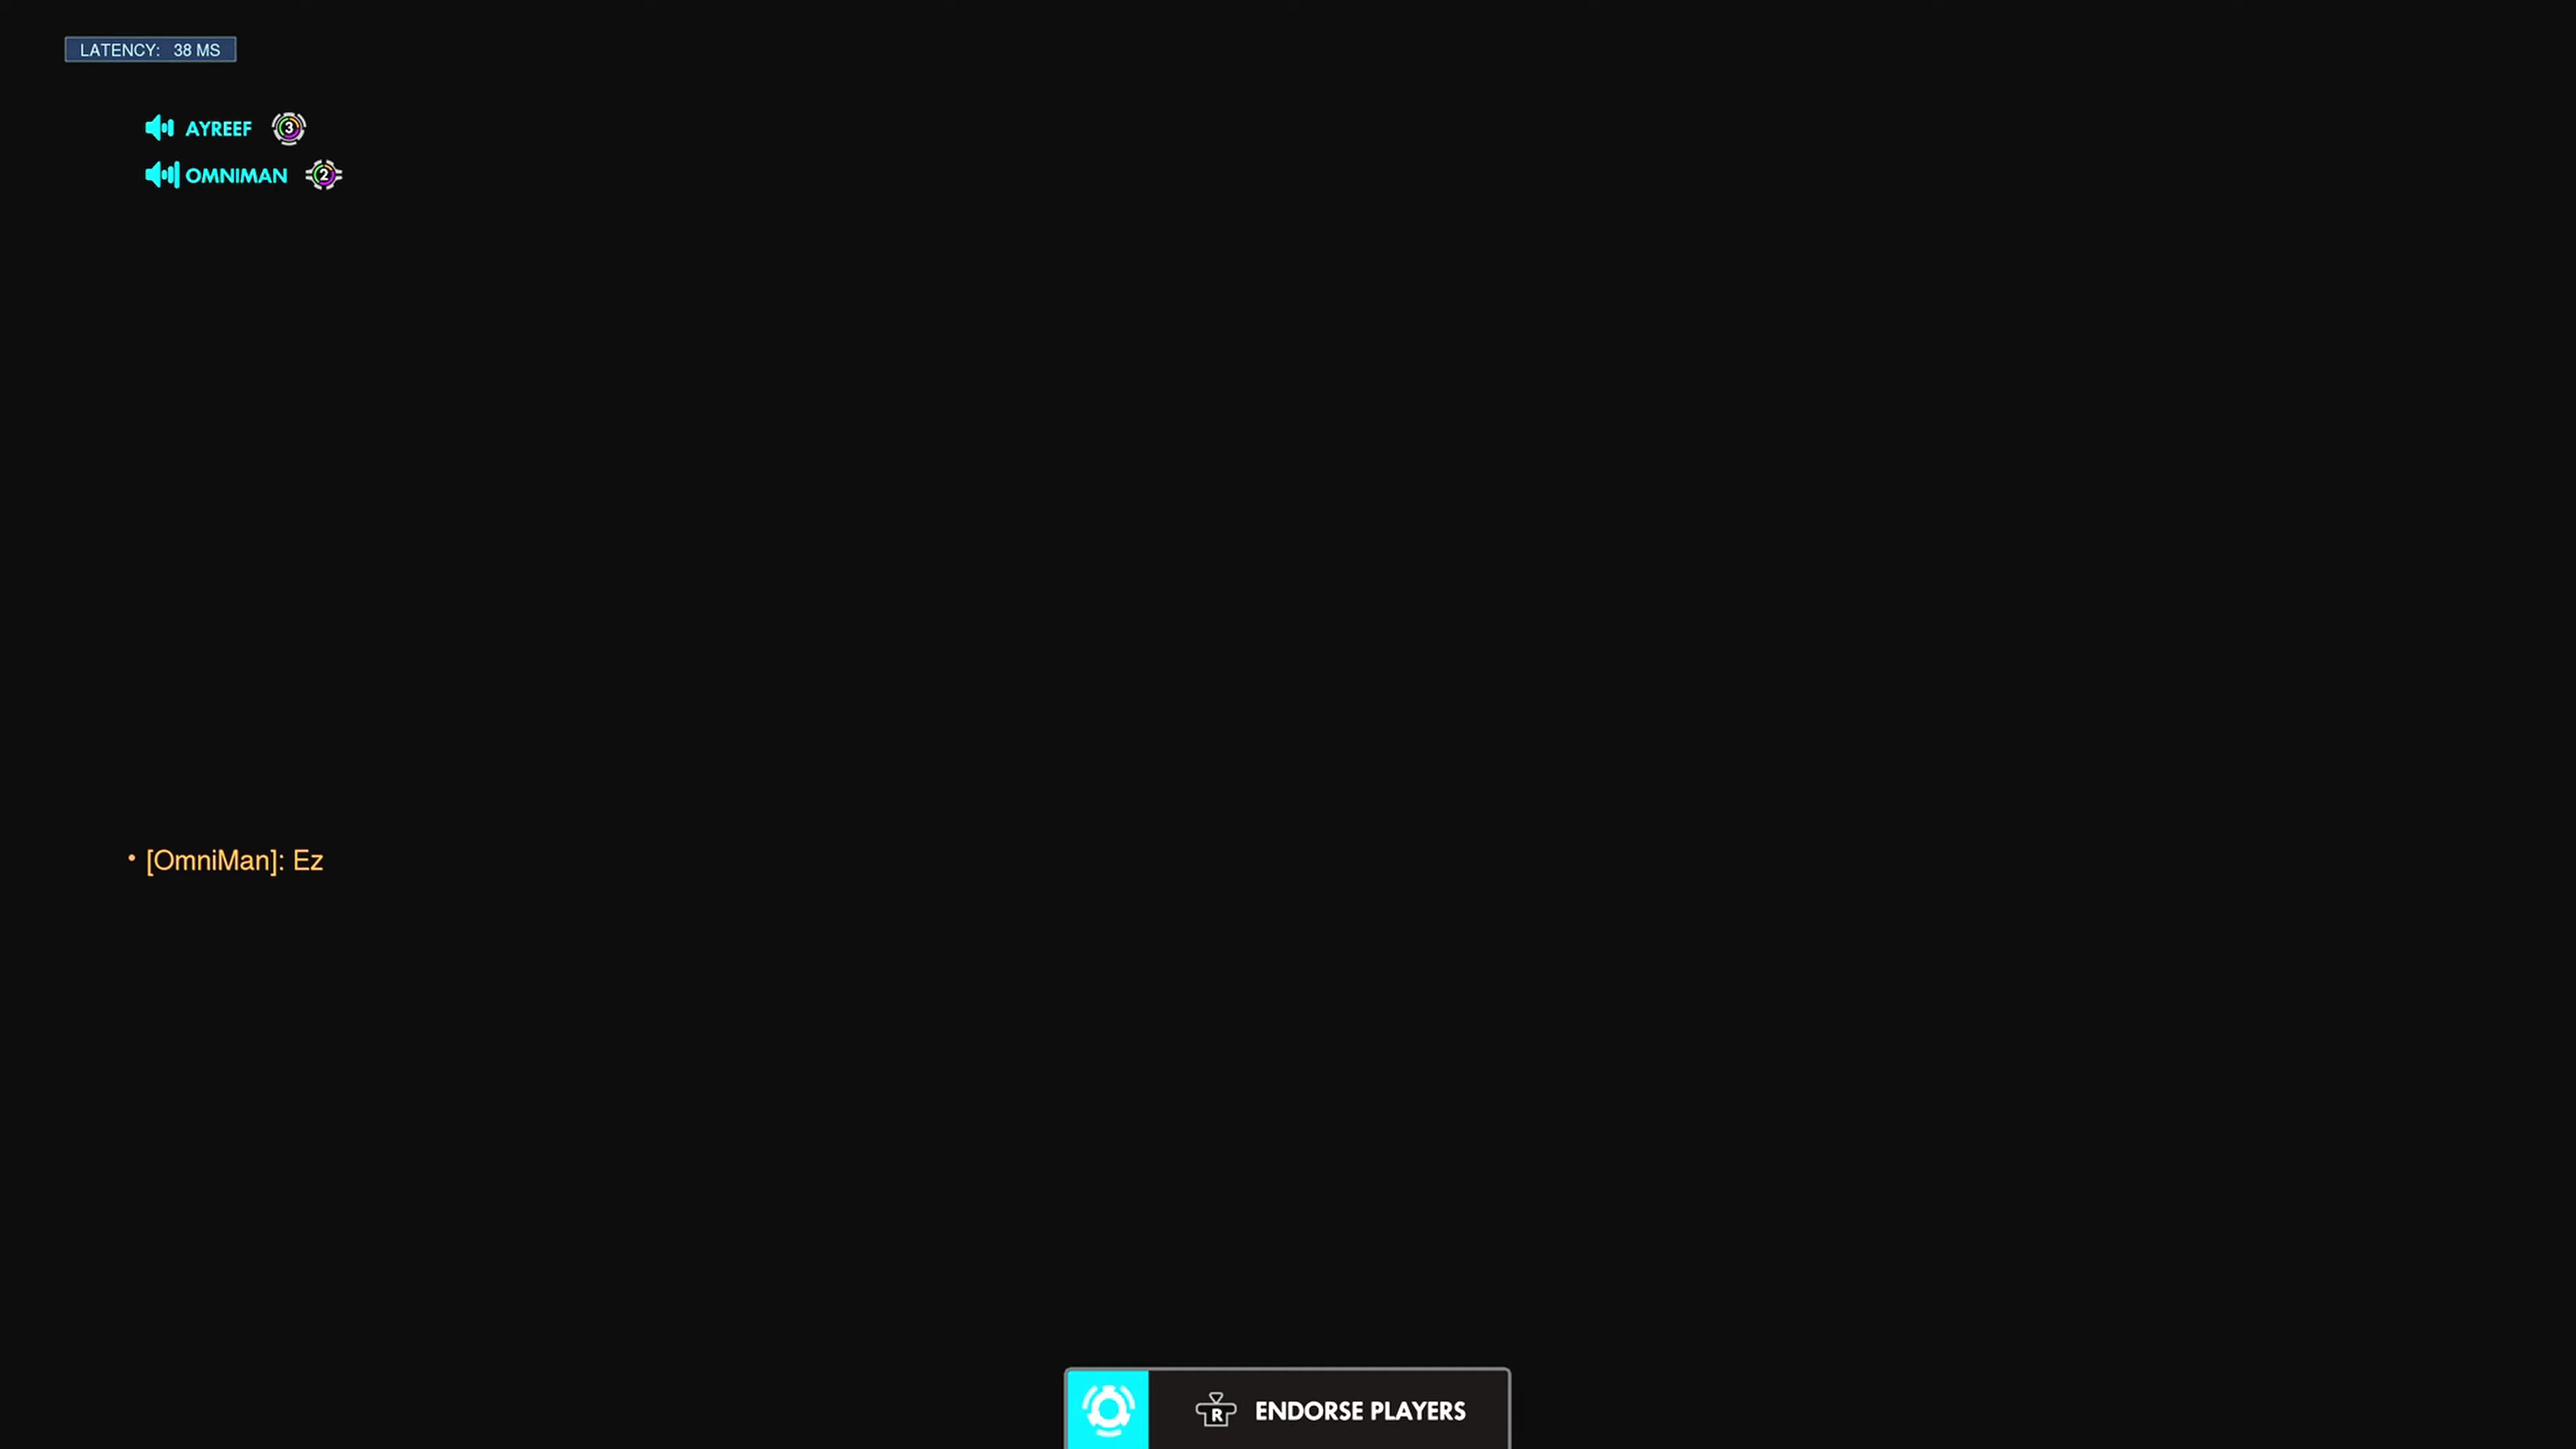 LATENCY: 38 MS
AYREEF 3
OMNIMAN 2
• [OmniMan]: Ez
R ENDORSE PLAYERS